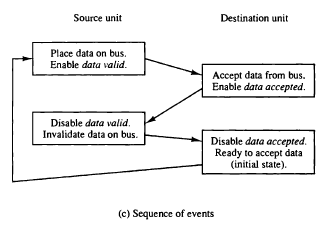 Source unit
Destination unit
Place data on bus.
Enable data valid.
Accept data from bus.
Enable data accepted.
Disable data valid.
Invalidate data on bus.
Disable data accepted.
Ready to accept data
(initial state).
(c) Sequence of events